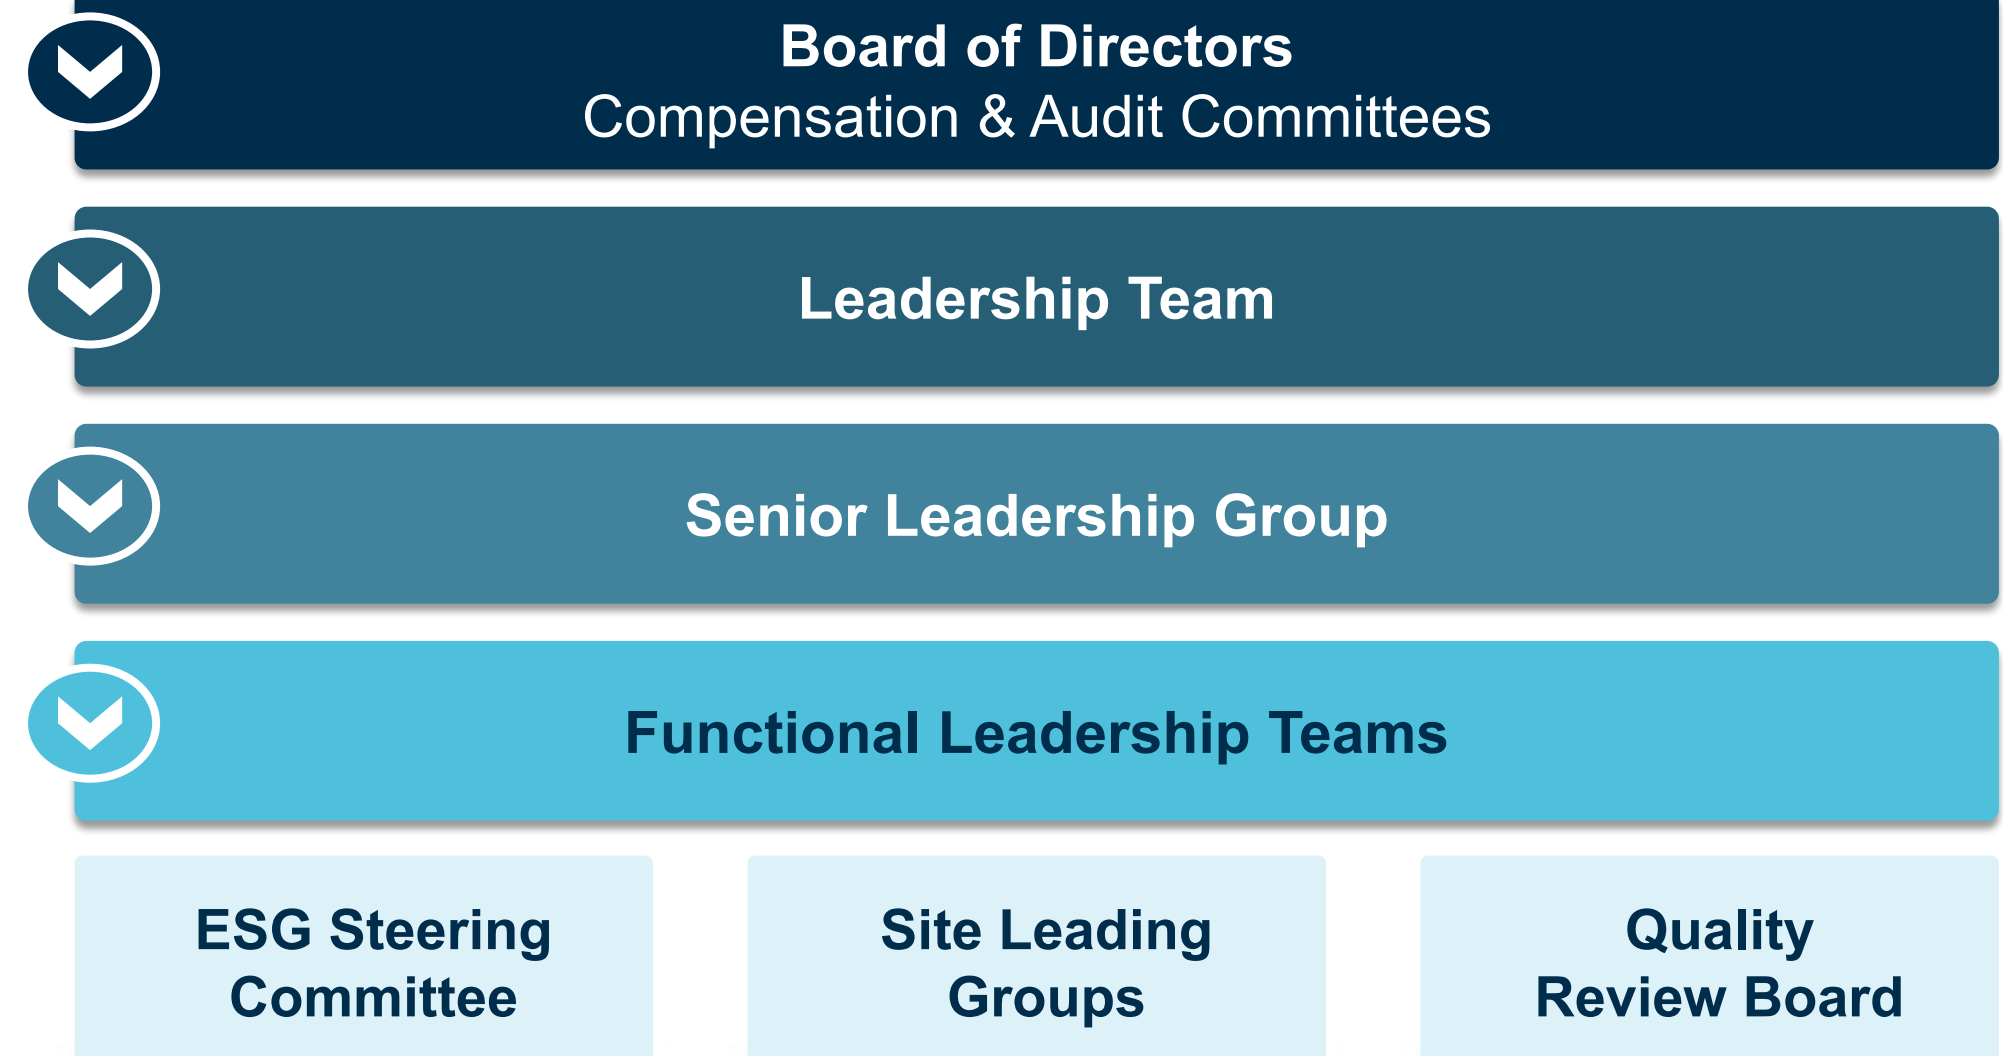 Board of Directors
Compensation & Audit Committees
Leadership Team
Senior Leadership Group
Functional Leadership Teams
ESG Steering
Committee
Site Leading
Groups
Quality
Review Board